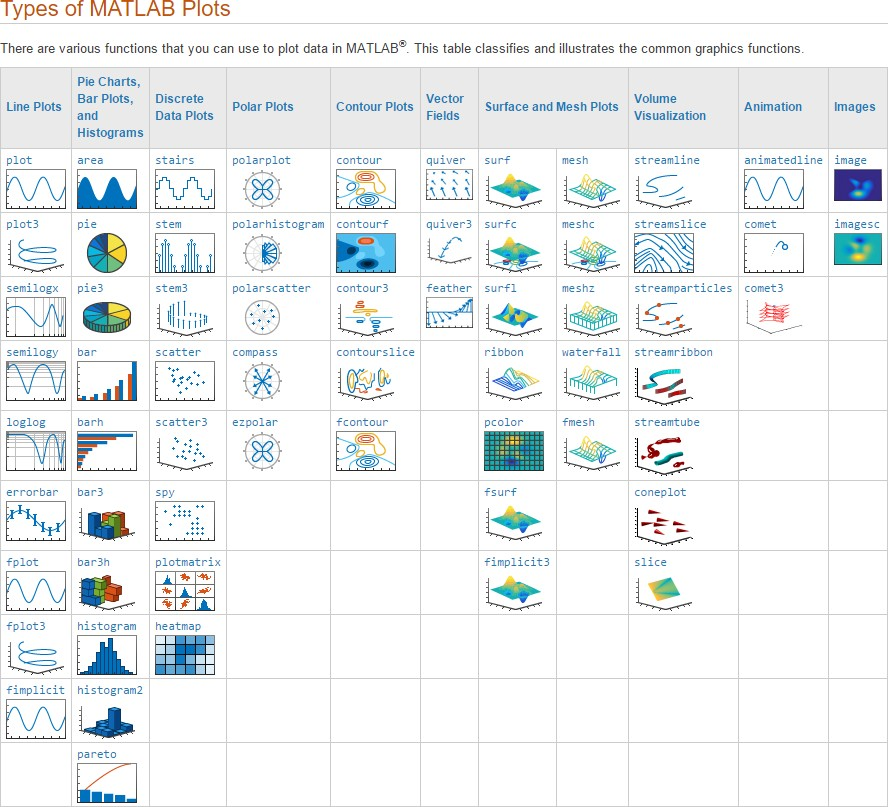 Types of MATLAB Plots
There are various functions that you can use to plot data in MATLAB®. This table classifies and illustrates the common graphics functions.
Line Plots
Pie Charts,
Bar Plots,
and
Histograms
Discrete
Data Plots
Polar Plots
Contour Plots
Vector
Fields
Surface and Mesh Plots
Volume
Visualization
Animation
Images
plot area stairs polarplot contour quiver surf mesh streamline animatedline image
plot3 pie stem polarhistogram contourf quiver3 surfc meshc streamslice comet imagesc
semilogx pie3 stem3 polarscatter contour3 feather surfl meshz streamparticles comet3
semilogy bar scatter compass contourslice ribbon waterfall streamribbon
loglog barh scatter3 ezpolar fcontour pcolor fmesh streamtube
errorbar bar3 spy fsurf coneplot
fplot bar3h plotmatrix fimplicit3 slice
fplot3 histogram heatmap
fimplicit histogram2
pareto